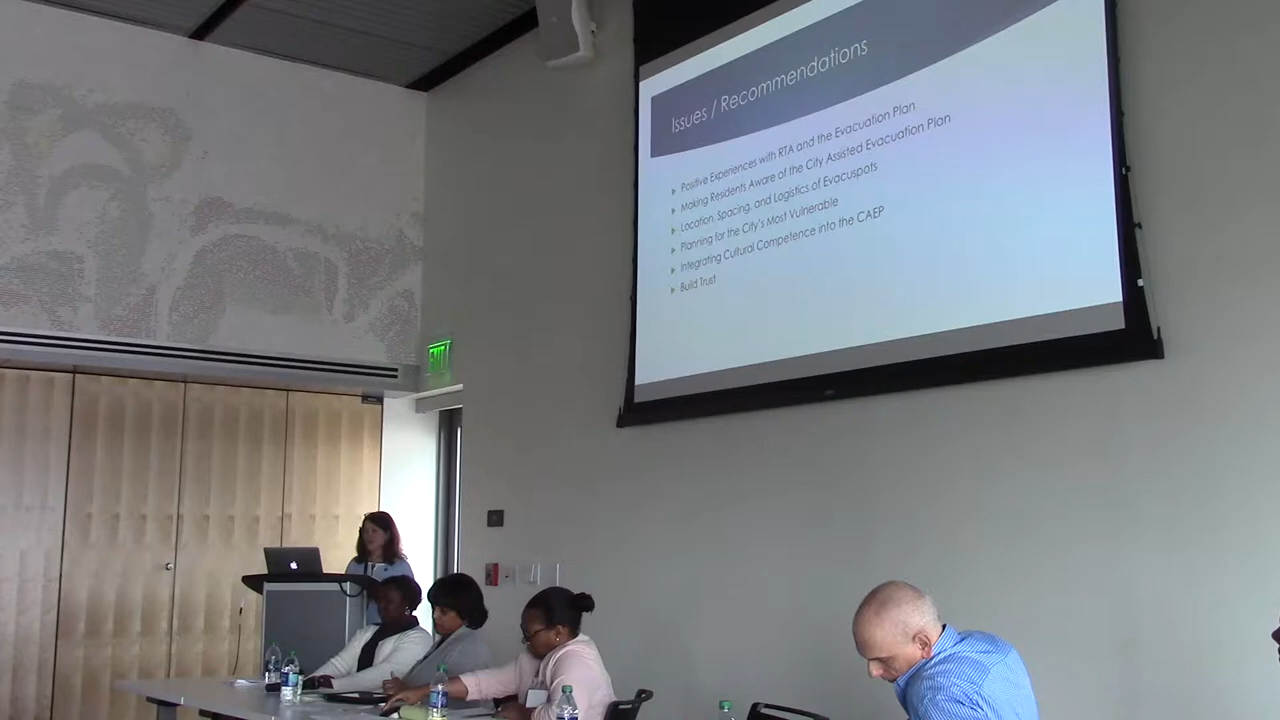 Issues / Recommendations
Positive Experiences with RTA and the Evacuation Plan
Making Residents Aware of the City Assisted Evacuation Plan
Location, Spacing, and Logistics of Evacuspots
Planning for the City's Most Vulnerable
Integrating Cultural Competence into the CAEP
Build Trust
EXIT